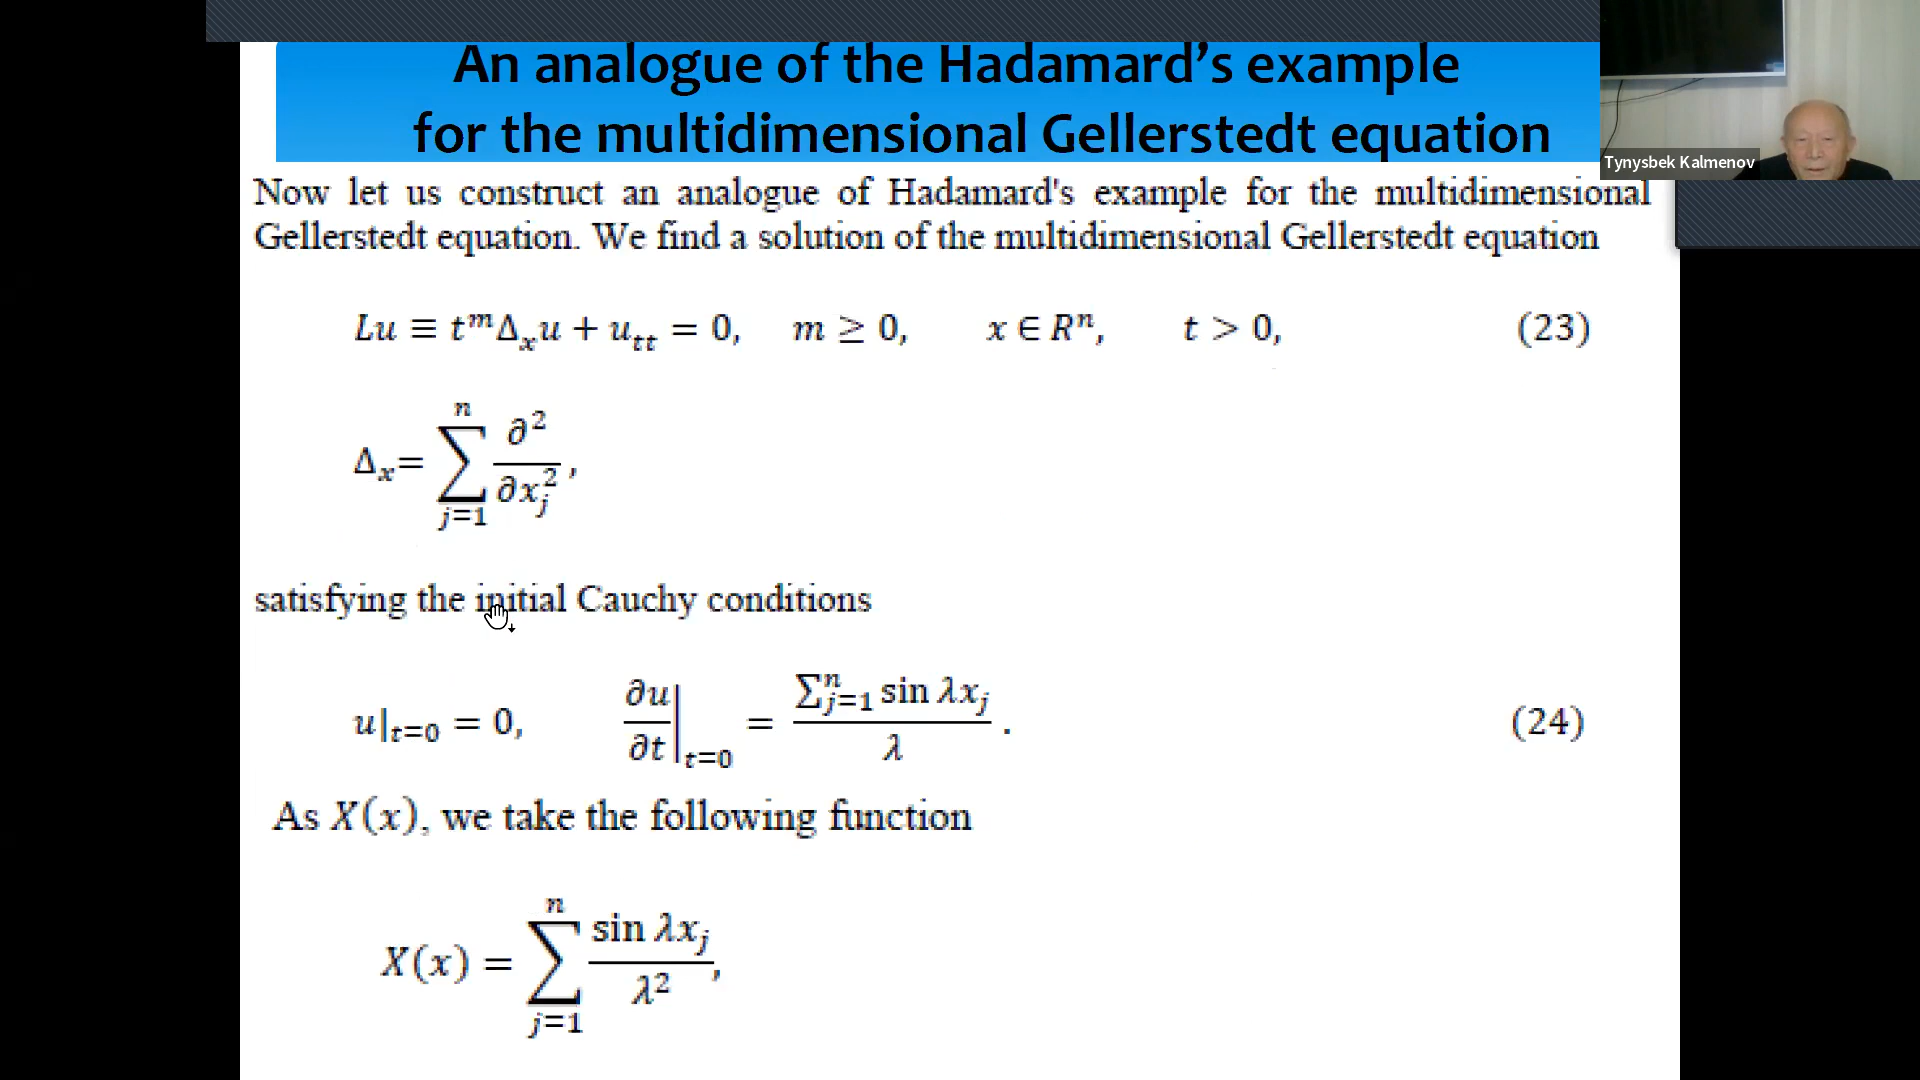 An analogue of the Hadamard’s example
for the multidimensional Gellerstedt equation
Tynysbek Kalmenov
Now let us construct an analogue of Hadamard's example for the multidimensional
Gellerstedt equation. We find a solution of the multidimensional Gellerstedt equation
Lu ≡ t^m Δ_x u + u_tt = 0, m ≥ 0, x ∈ R^n, t > 0, (23)
Δ_x = ∑_{j=1}^{n} ∂²/∂x_j²,
satisfying the initial Cauchy conditions
u|_{t=0} = 0, ∂u/∂t|_{t=0} = (∑_{j=1}^{n} sin λx_j)/λ . (24)
As X(x), we take the following function
X(x) = ∑_{j=1}^{n} (sin λx_j)/λ²,